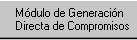 Módulo de Generación
Directa de Compromisos